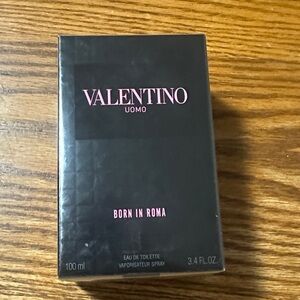 VALENTINO
UOMO
BORN IN ROMA
EAU DE TOILETTE
100 ml VAPORISATEUR SPRAY 3.4 FL.OZ.